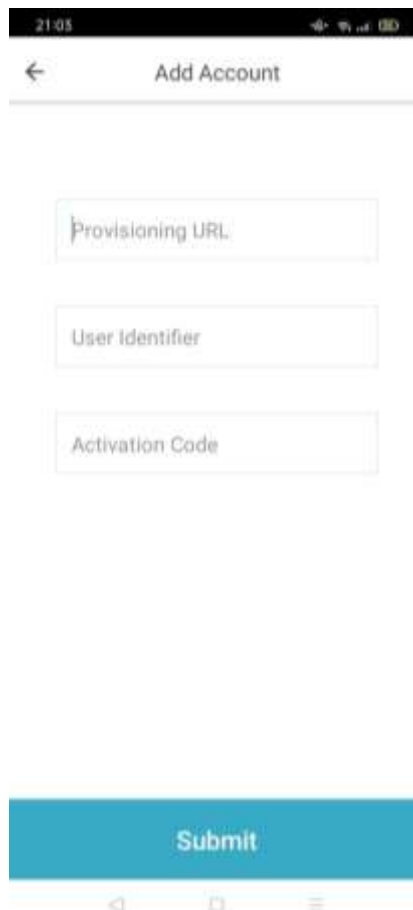 21:03
Add Account
Provisioning URL
User Identifier
Activation Code
Submit